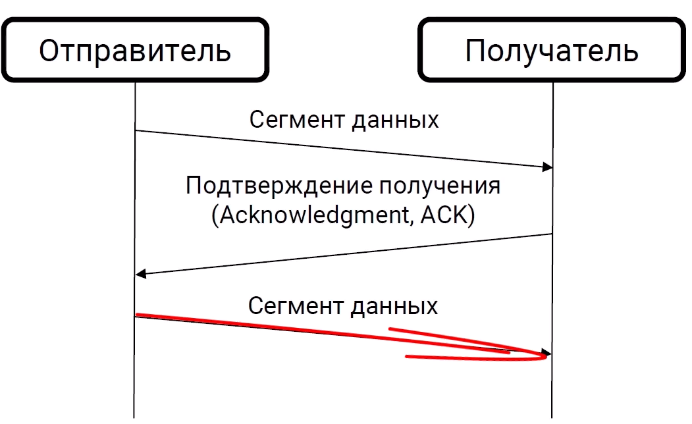 Отправитель
Получатель
Сегмент данных
Подтверждение получения
(Acknowledgment, ACK)
Сегмент данных